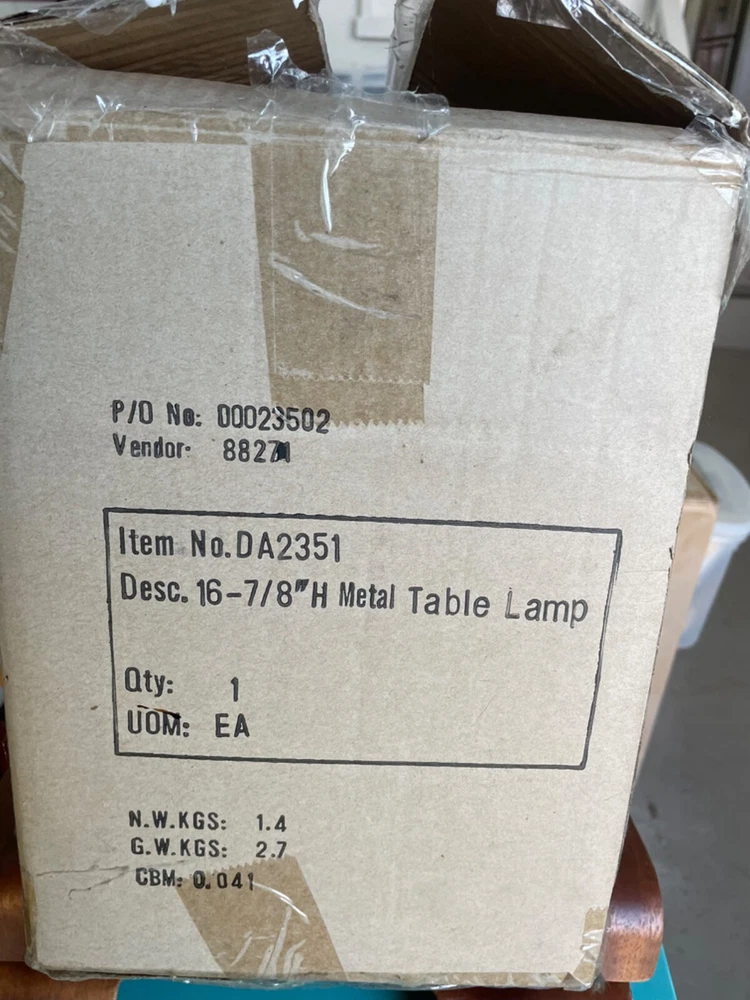 P/O No: 00023502
Vendor: 88271
Item No.DA2351
Desc. 16-7/8"H Metal Table Lamp
Qty: 1
UOM: EA
N.W.KGS: 1.4
G.W.KGS: 2.7
CBM: 0.041